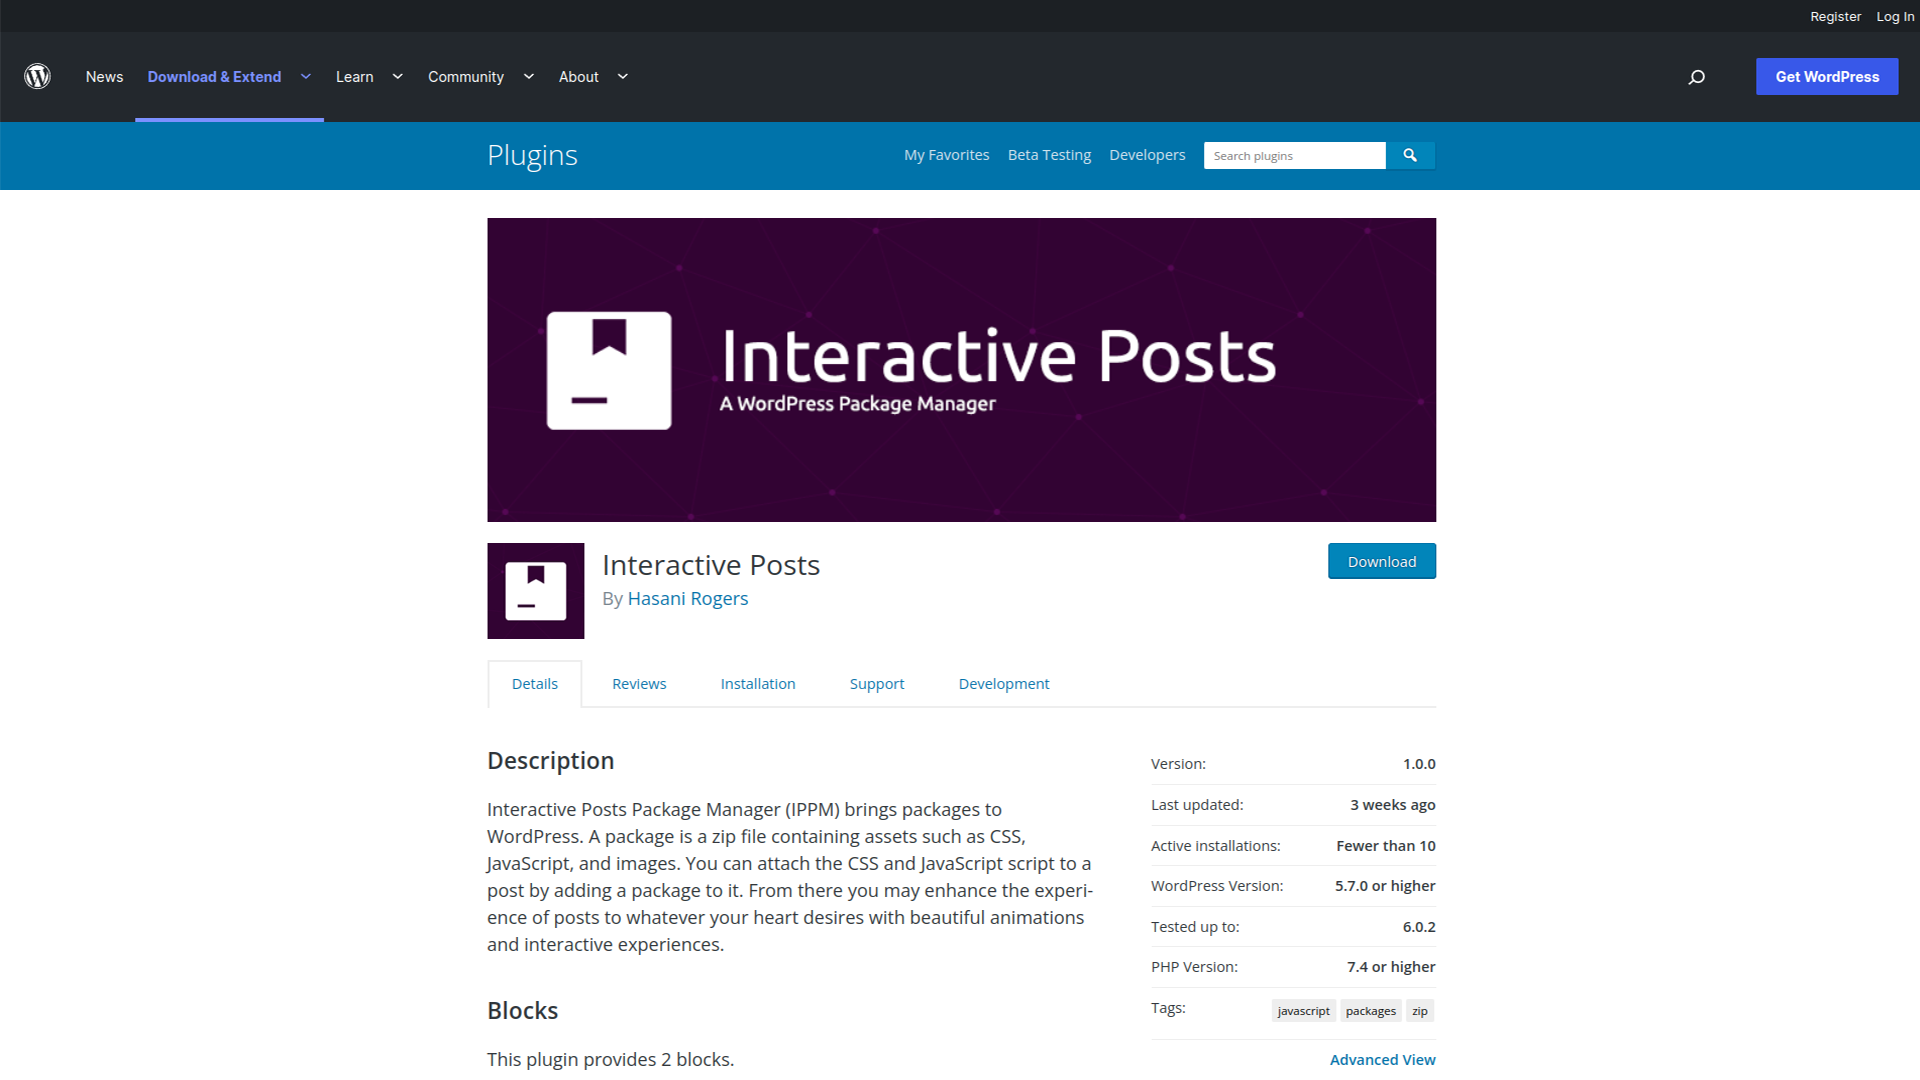 Register Log In
News Download & Extend Learn Community About Get WordPress
Plugins My Favorites Beta Testing Developers Search plugins
Interactive Posts
A WordPress Package Manager
Interactive Posts
By Hasani Rogers
Download
Details Reviews Installation Support Development
Description
Interactive Posts Package Manager (IPPM) brings packages to
WordPress. A package is a zip file containing assets such as CSS,
JavaScript, and images. You can attach the CSS and JavaScript script to a
post by adding a package to it. From there you may enhance the experi-
ence of posts to whatever your heart desires with beautiful animations
and interactive experiences.
Blocks
This plugin provides 2 blocks.
Version: 1.0.0
Last updated: 3 weeks ago
Active installations: Fewer than 10
WordPress Version: 5.7.0 or higher
Tested up to: 6.0.2
PHP Version: 7.4 or higher
Tags: javascript packages zip
Advanced View